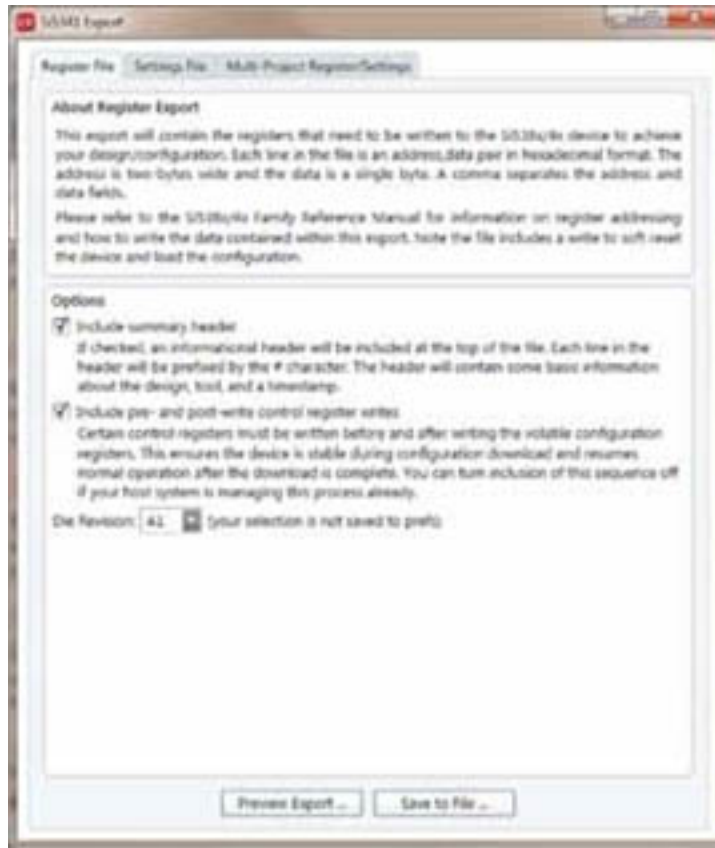 Export
Register File Settings File Multi-Project Register/Settings
About Register Export
This export will contain the registers that need to be written to the device to achieve
your design/configuration. Each line in the file is an address,data pair in hexadecimal format. The
address is two bytes wide and the data is a single byte. A comma separates the address and
data fields.
Please refer to the Family Reference Manual for information on register addressing
and how to write the data contained within this export. Note the file includes a write to soft reset
the device and load the configuration.
Options
Include summary header
If checked, an informational header will be included at the top of the file. Each line in the
header will be prefixed by the # character. The header will contain some basic information
about the design, tool, and a timestamp.
Include pre- and post-write control register writes
Certain control registers must be written before and after writing the volatile configuration
registers. This ensures the device is stable during configuration download and resumes
normal operation after the download is complete. You can turn inclusion of this sequence off
if your host system is managing this process already.
Die Revision: A1 (your selection is not saved to prefs)
Preview Export ... Save to File ...